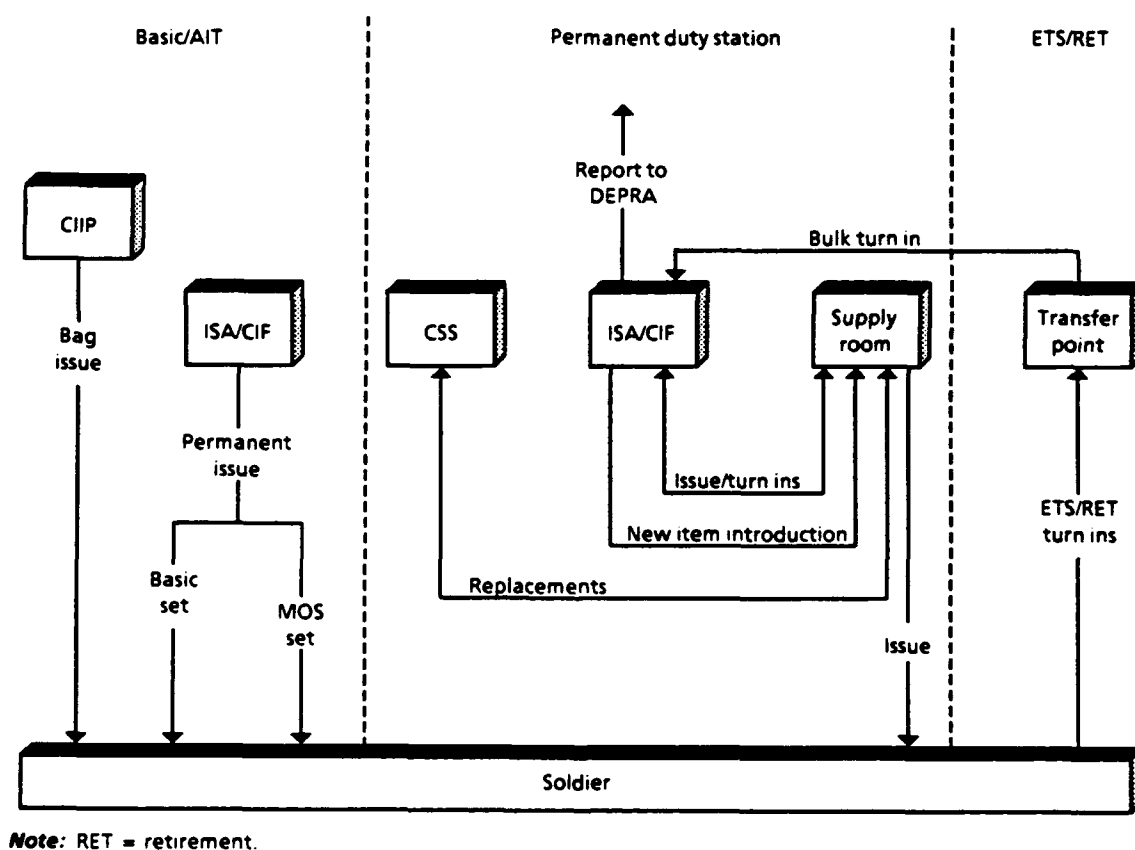 Basic/AIT
Permanent duty station
ETS/RET
Report to
DEPRA
CIIP
Bulk turn in
ISA/CIF
CSS
ISA/CIF
Supply
room
Transfer
point
Bag
issue
Permanent
issue
Issue/turn ins
ETS/RET
turn ins
New item introduction
Basic
set
Replacements
MOS
set
Issue
Soldier
Note: RET = retirement.